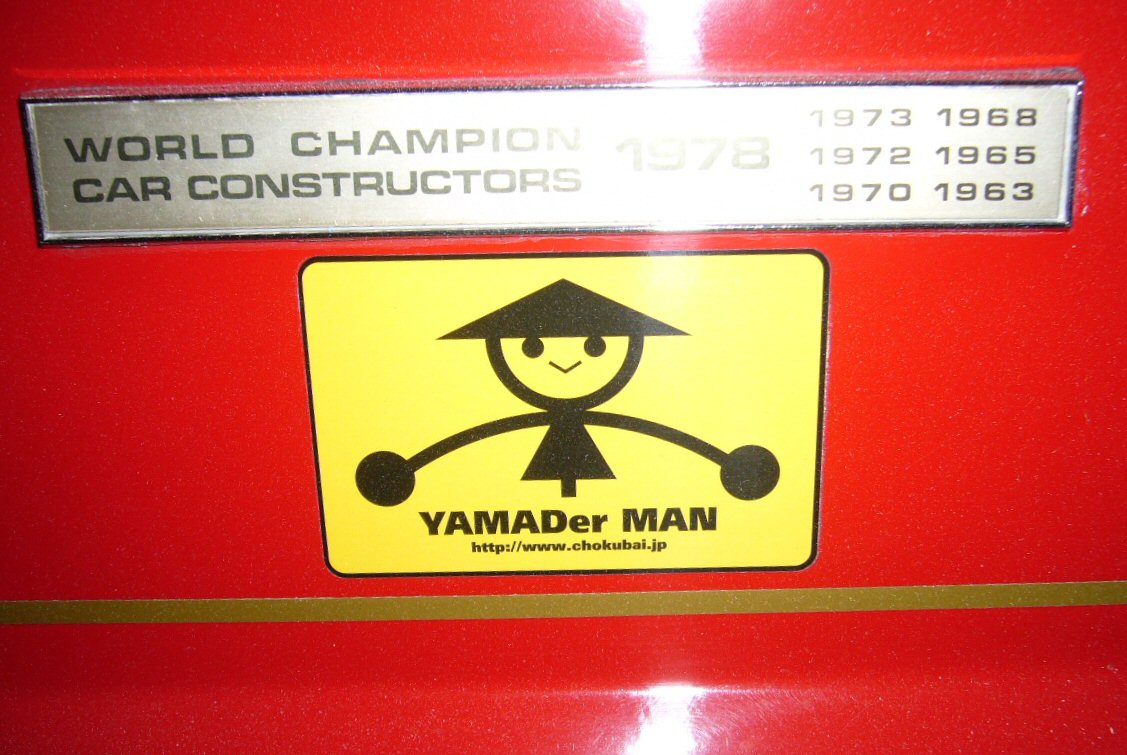 WORLD CHAMPION
CAR CONSTRUCTORS
1978
1973 1968
1972 1965
1970 1963
YAMADer MAN
http://www.chokubai.jp